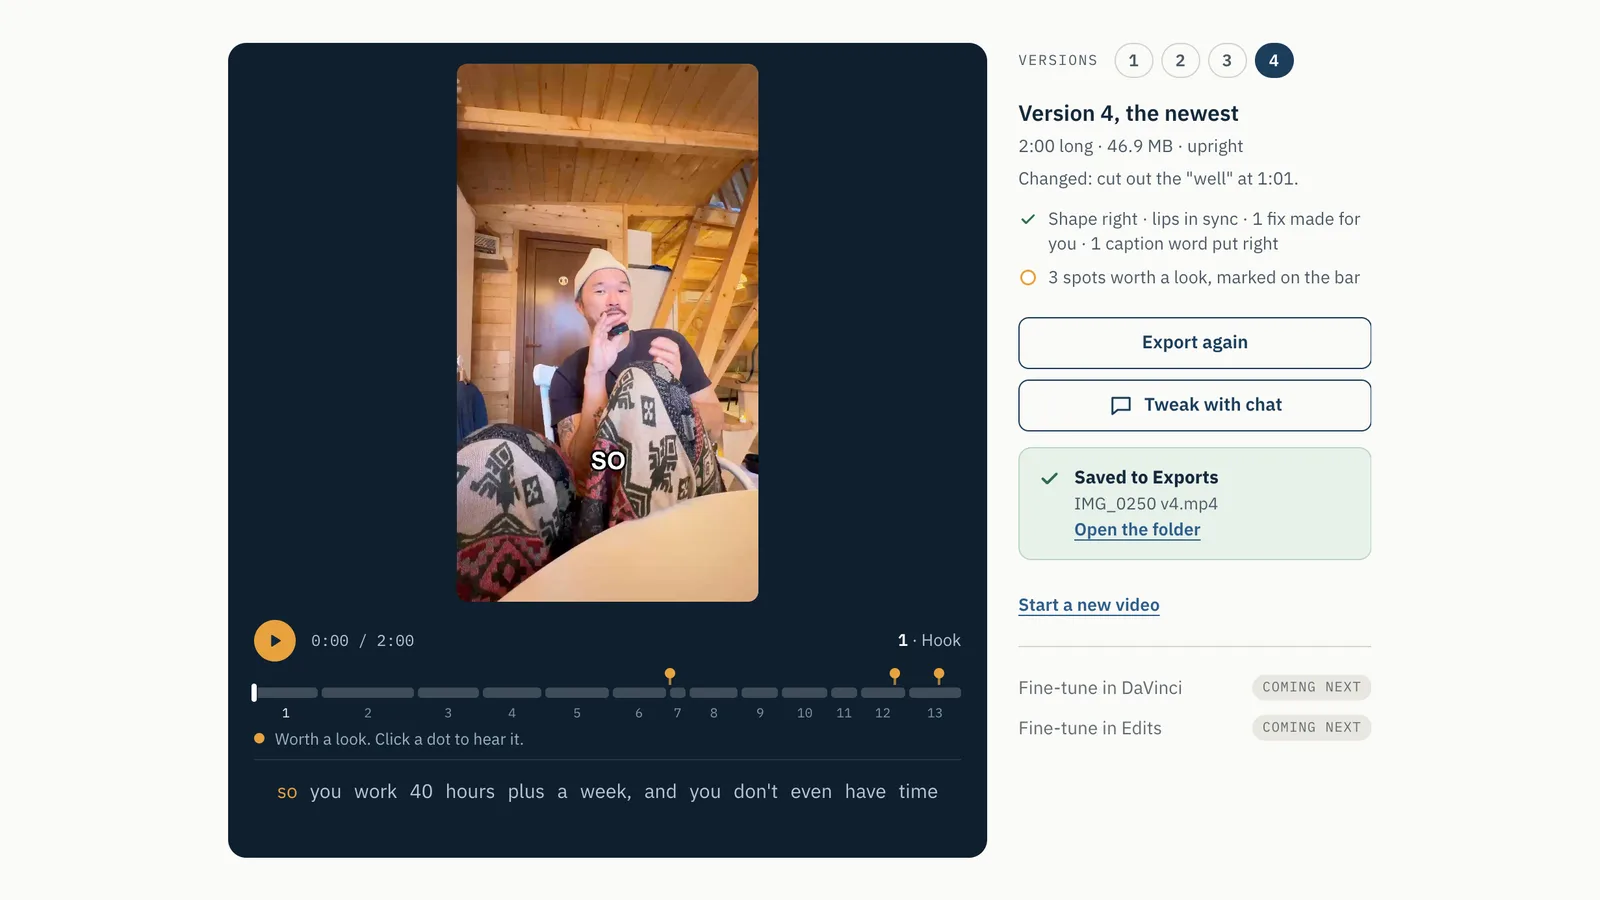 VERSIONS 1 2 3 4
Version 4, the newest
2:00 long · 46.9 MB · upright
Changed: cut out the "well" at 1:01.
Shape right · lips in sync · 1 fix made for
you · 1 caption word put right
3 spots worth a look, marked on the bar
Export again
Tweak with chat
Saved to Exports
IMG_0250 v4.mp4
Open the folder
Start a new video
Fine-tune in DaVinci COMING NEXT
Fine-tune in Edits COMING NEXT
so
0:00 / 2:00 1 · Hook
1 2 3 4 5 6 7 8 9 10 11 12 13
Worth a look. Click a dot to hear it.
so you work 40 hours plus a week, and you don't even have time